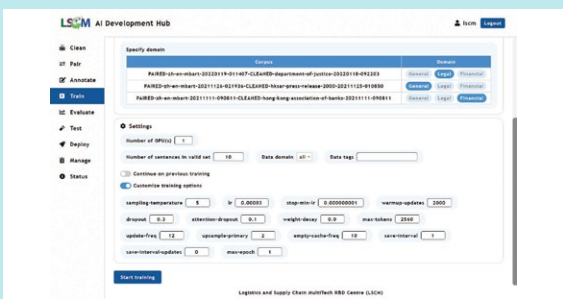 LSCM AI Development Hub
lscm Logout
Clean
Pair
Annotate
Train
Evaluate
Test
Deploy
Manage
Status
Specify domain
Corpus Domain
PAIRED-zh-en-mbart-20220119-011607-CLEANED-department-of-justice-20220118-092303 General Legal Financial
PAIRED-zh-en-mbart-20211126-021936-CLEANED-hksar-press-release-2000-20211125-010850 General Legal Financial
PAIRED-zh-en-mbart-20211111-090811-CLEANED-hong-kong-association-of-banks-20211111-090811 General Legal Financial
Settings
Number of GPU(s) 1
Number of sentences in valid set 10 Data domain all Data tags
Continue on previous training
Customize training options
sampling-temperature 5 lr 0.00003 stop-min-lr 0.000000001 warmup-updates 2000
dropout 0.3 attention-dropout 0.1 weight-decay 0.0 max-tokens 2560
update-freq 12 upsample-primary 2 empty-cache-freq 10 save-interval 1
save-interval-updates 0 max-epoch 1
Start training
Logistics and Supply Chain MultiTech R&D Centre (LSCM)